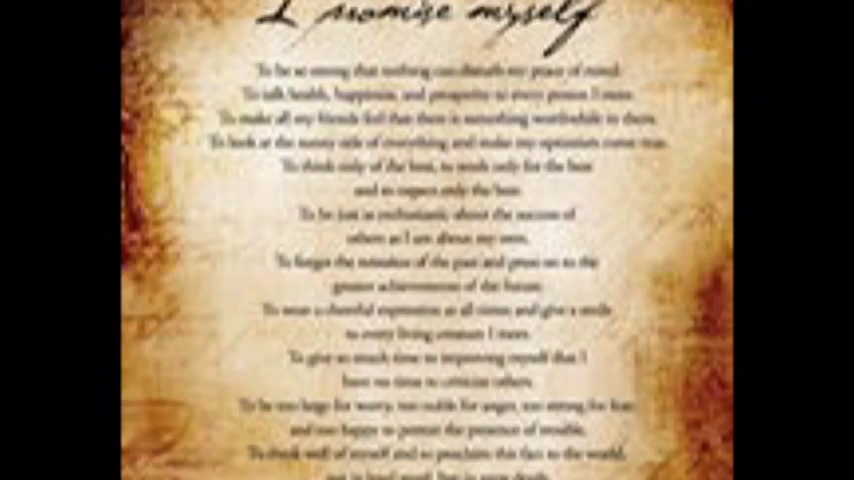 I promise myself
To be so strong that nothing can disturb my peace of mind.
To talk health, happiness, and prosperity to every person I meet.
To make all my friends feel that there is something worthwhile in them.
To look at the sunny side of everything and make my optimism come true.
To think only of the best, to work only for the best
and to expect only the best.
To be just as enthusiastic about the success of
others as I am about my own.
To forget the mistakes of the past and press on to the
greater achievements of the future.
To wear a cheerful expression at all times and give a smile
to every living creature I meet.
To give so much time to improving myself that I
have no time to criticize others.
To be too large for worry, too noble for anger, too strong for fear,
and too happy to permit the presence of trouble.
To think well of myself and to proclaim this fact to the world,
not in loud word, but in great deeds.